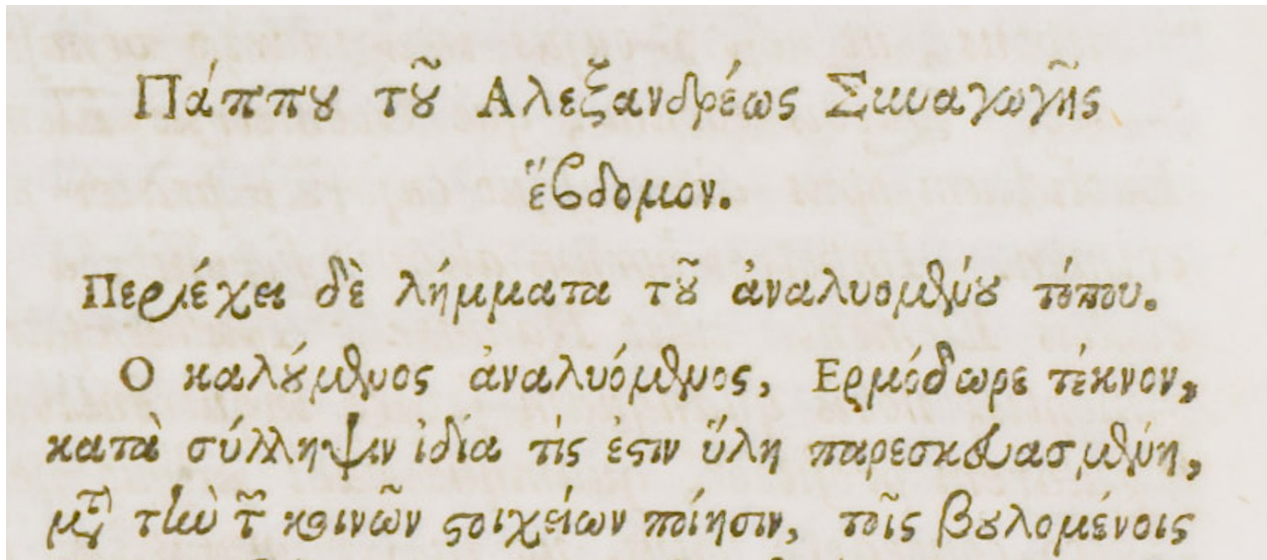 Πάππου τοῦ Αλεξανδρέως Συναγωγῆς
ἕβδομον.
Περιέχει δὲ λήμματα τοῦ ἀναλυομένου τόπου.
Ο καλούμενος ἀναλυόμενος, Ερμόδωρε τέκνον,
κατὰ σύλληψιν ἰδία τίς ἐστιν ὕλη παρεσκευασμένη,
μετὰ τὴν τῶν κοινῶν στοιχείων ποίησιν, τοῖς βουλομένοις